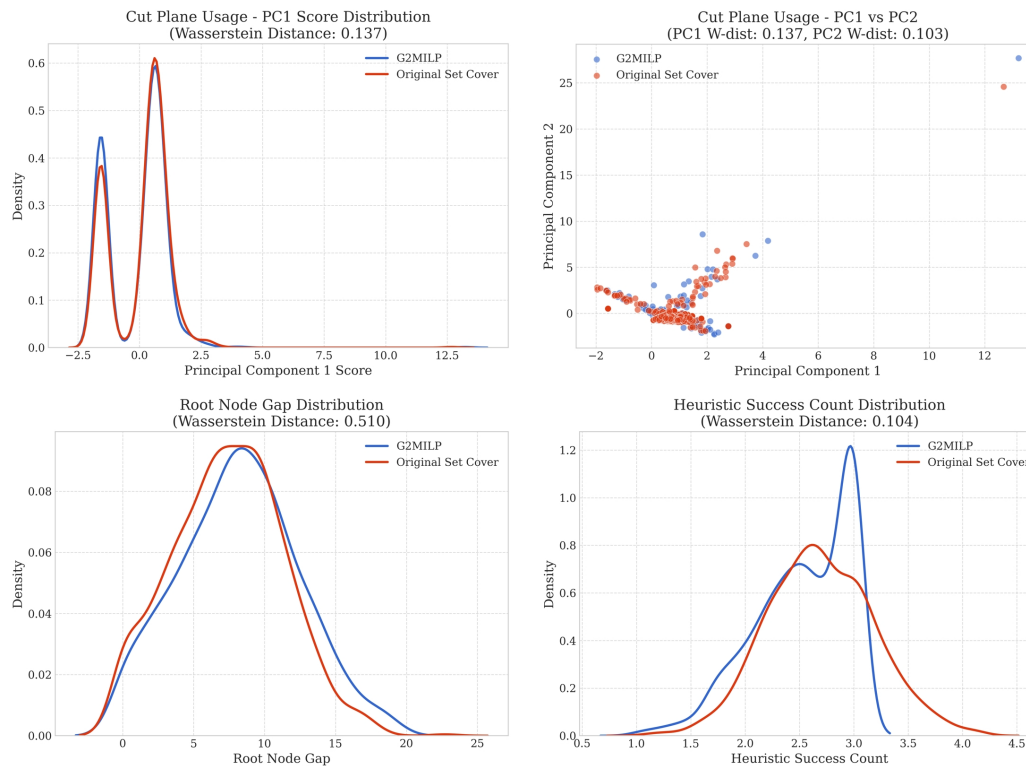 Cut Plane Usage - PC1 Score Distribution
(Wasserstein Distance: 0.137)
G2MILP
Original Set Cover
Density
0.6
0.5
0.4
0.3
0.2
0.1
0.0
−2.5 0.0 2.5 5.0 7.5 10.0 12.5
Principal Component 1 Score
Cut Plane Usage - PC1 vs PC2
(PC1 W-dist: 0.137, PC2 W-dist: 0.103)
G2MILP
Original Set Cover
Principal Component 2
25
20
15
10
5
0
−2 0 2 4 6 8 10 12
Principal Component 1
Root Node Gap Distribution
(Wasserstein Distance: 0.510)
G2MILP
Original Set Cover
Density
0.08
0.06
0.04
0.02
0.00
0 5 10 15 20 25
Root Node Gap
Heuristic Success Count Distribution
(Wasserstein Distance: 0.104)
G2MILP
Original Set Cover
Density
1.2
1.0
0.8
0.6
0.4
0.2
0.0
0.5 1.0 1.5 2.0 2.5 3.0 3.5 4.0 4.5
Heuristic Success Count